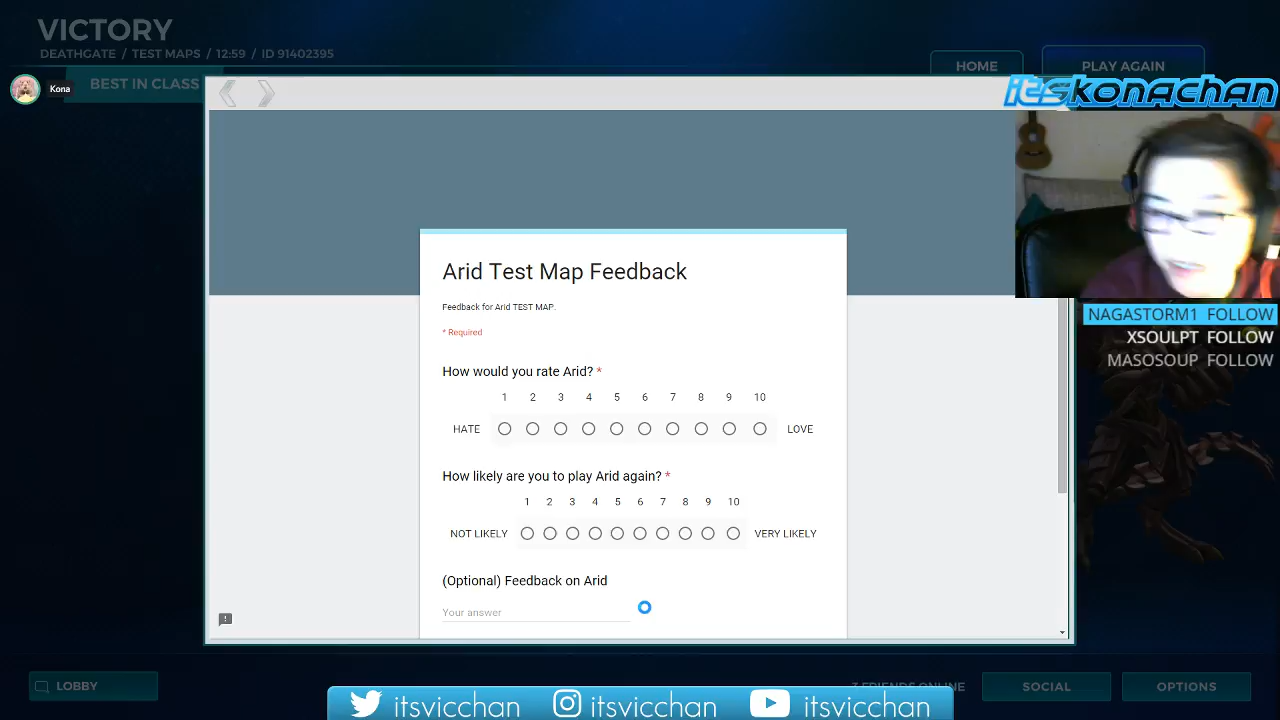 VICTORY
DEATHGATE / TEST MAPS / 12:59 / ID 91402395
HOME
PLAY AGAIN
Kona
BEST IN CLASS
itskonachan
Arid Test Map Feedback
Feedback for Arid TEST MAP.
* Required
How would you rate Arid? *
1 2 3 4 5 6 7 8 9 10
HATE LOVE
How likely are you to play Arid again? *
1 2 3 4 5 6 7 8 9 10
NOT LIKELY VERY LIKELY
(Optional) Feedback on Arid
Your answer
NAGASTORM1 FOLLOW
XSOULPT FOLLOW
MASOSOUP FOLLOW
LOBBY
FRIENDS ONLINE
SOCIAL
OPTIONS
itsvicchan itsvicchan itsvicchan